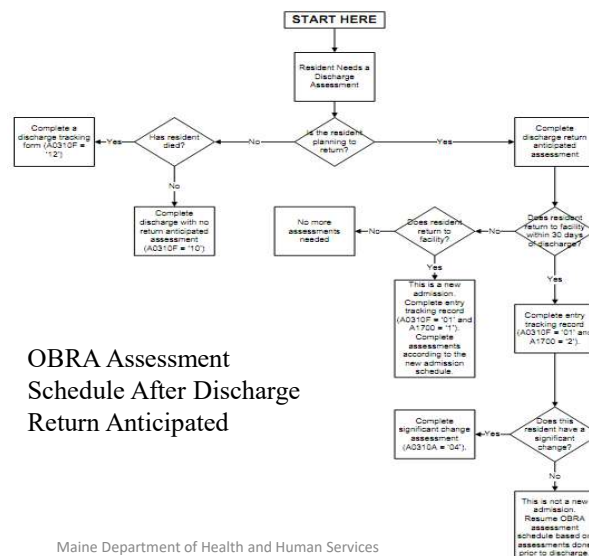 START HERE
Resident Needs a
Discharge
Assessment
Is the resident
planning to
return?
No
Yes
Has resident
died?
Yes
Complete a
discharge tracking
form (A0310F =
'12')
No
Complete
discharge with no
return anticipated
assessment
(A0310F = '10')
Complete
discharge return
anticipated
assessment
Does resident
return to facility
within 30 days
of discharge?
No
Does resident
return to
facility?
No
No more
assessments
needed
Yes
This is a new
admission.
Complete entry
tracking record
(A0310F = '01' and
A1700 = '1').
Complete
assessments
according to the
new admission
schedule.
Yes
Complete entry
tracking record
(A0310F = '01' and
A1700 = '2').
Does this
resident have a
significant
change?
Yes
Complete
significant change
assessment
(A0310A = '04').
No
This is not a new
admission.
Resume OBRA
assessment
schedule based on
assessments done
prior to discharge.
OBRA Assessment
Schedule After Discharge
Return Anticipated
Maine Department of Health and Human Services